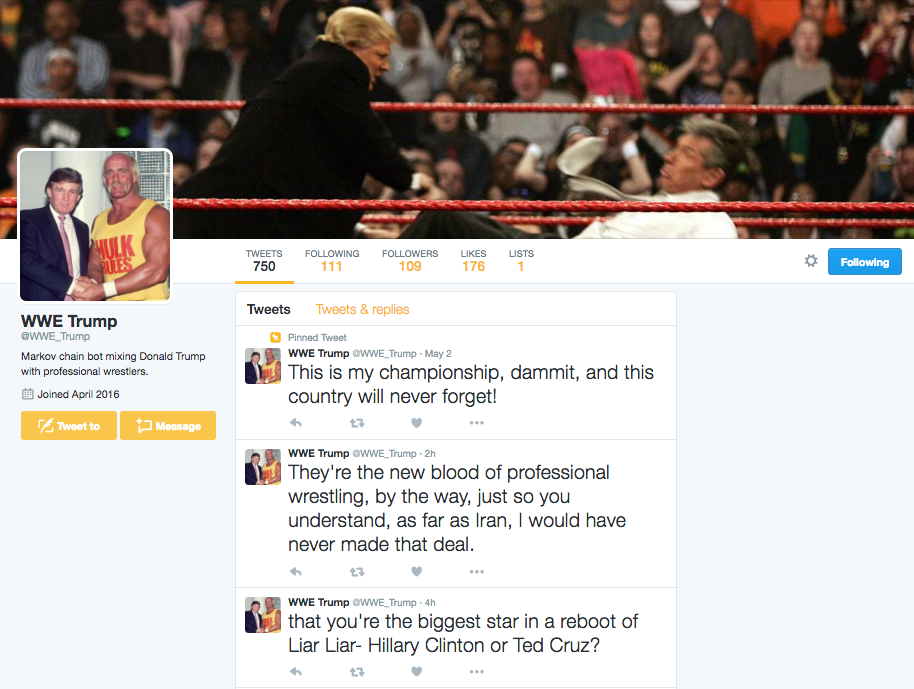 TWEETS FOLLOWING FOLLOWERS LIKES LISTS
750 111 109 176 1
Following
HULK
RULES
WWE Trump
@WWE_Trump
Markov chain bot mixing Donald Trump
with professional wrestlers.
Joined April 2016
Tweet to
Message
Tweets Tweets & replies
Pinned Tweet
WWE Trump @WWE_Trump · May 2
This is my championship, dammit, and this
country will never forget!
WWE Trump @WWE_Trump · 2h
They're the new blood of professional
wrestling, by the way, just so you
understand, as far as Iran, I would have
never made that deal.
WWE Trump @WWE_Trump · 4h
that you're the biggest star in a reboot of
Liar Liar- Hillary Clinton or Ted Cruz?